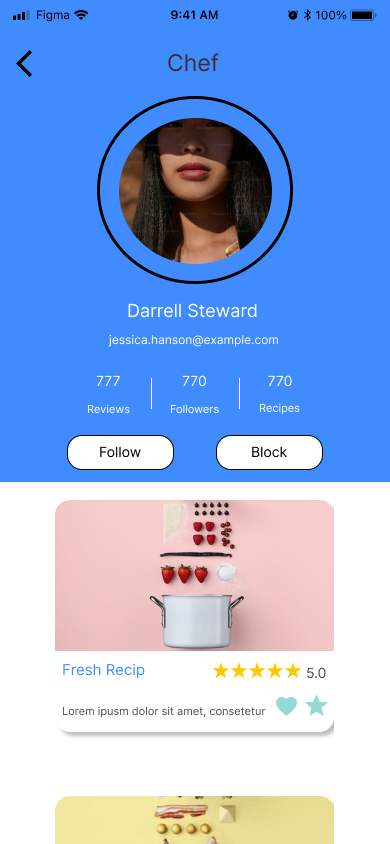 Figma 9:41 AM 100%
Chef
Darrell Steward
jessica.hanson@example.com
777 770 770
Reviews Followers Recipes
Follow Block
Fresh Recip 5.0
Lorem ipusm dolor sit amet, consetetur